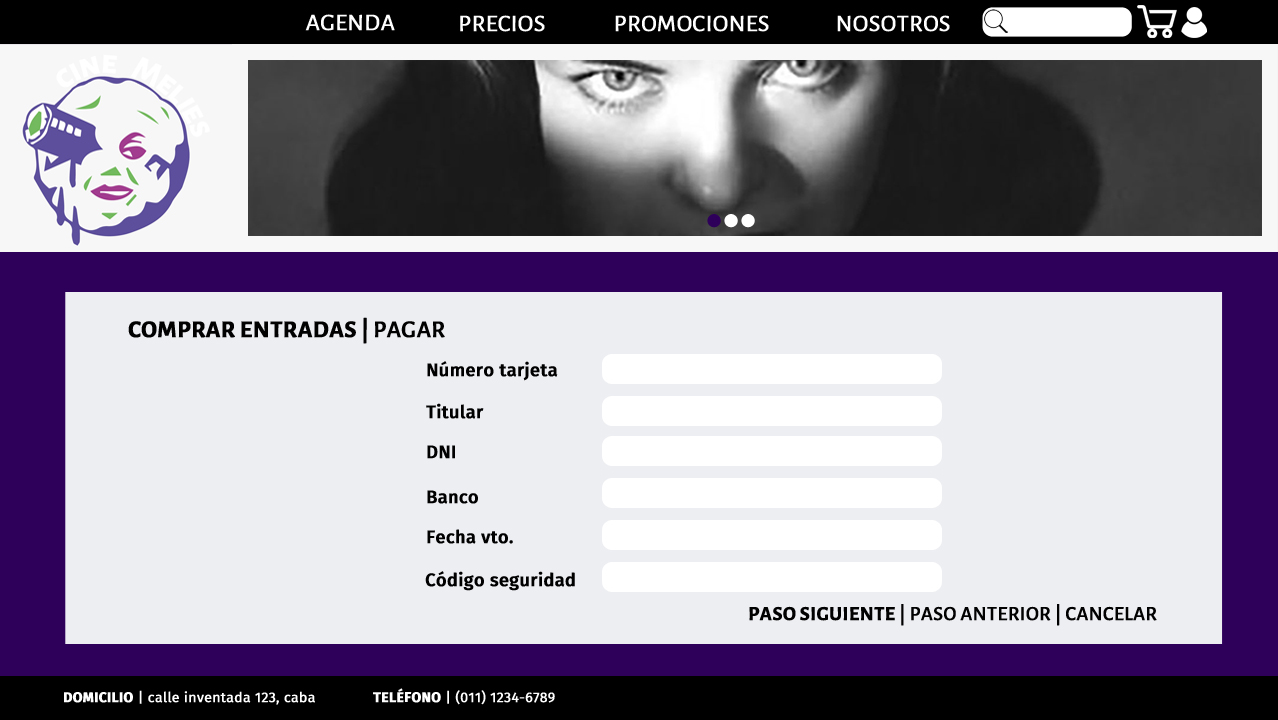 AGENDA PRECIOS PROMOCIONES NOSOTROS
CINE MELIES
COMPRAR ENTRADAS | PAGAR
Número tarjeta
Titular
DNI
Banco
Fecha vto.
Código seguridad
PASO SIGUIENTE | PASO ANTERIOR | CANCELAR
DOMICILIO | calle inventada 123, caba TELÉFONO | (011) 1234-6789